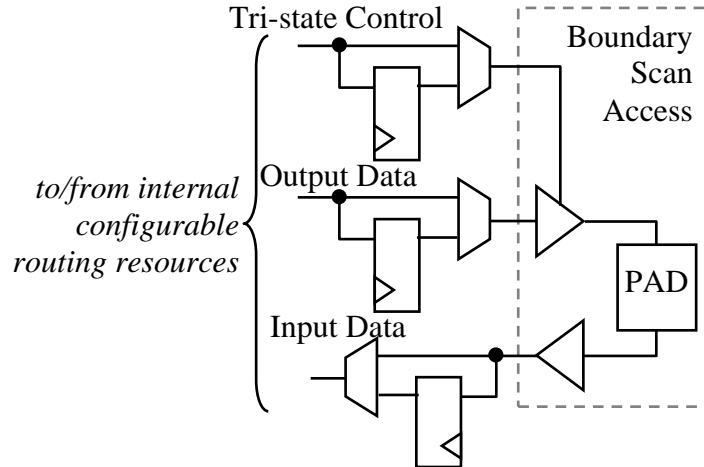 Tri-state Control
Boundary
Scan
Access
to/from internal
configurable
routing resources
Output Data
PAD
Input Data